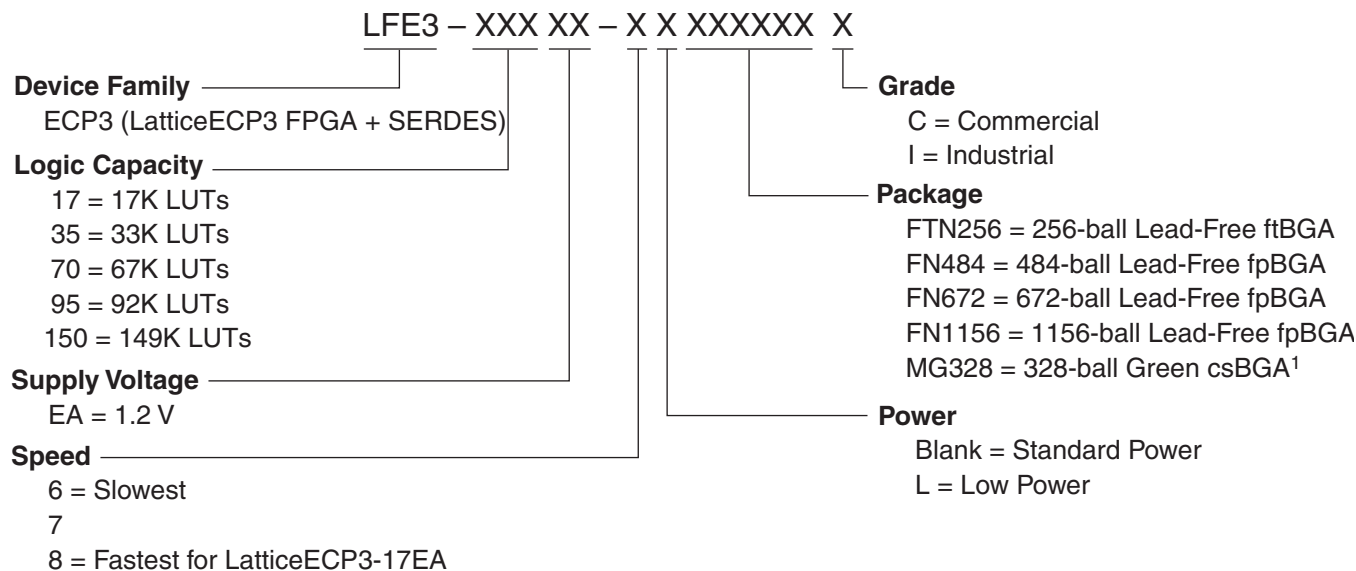 LFE3 – XXX XX – X X XXXXXX X
Device Family
ECP3 (LatticeECP3 FPGA + SERDES)
Logic Capacity
17 = 17K LUTs
35 = 33K LUTs
70 = 67K LUTs
95 = 92K LUTs
150 = 149K LUTs
Supply Voltage
EA = 1.2 V
Speed
6 = Slowest
7
8 = Fastest for LatticeECP3-17EA
Grade
C = Commercial
I = Industrial
Package
FTN256 = 256-ball Lead-Free ftBGA
FN484 = 484-ball Lead-Free fpBGA
FN672 = 672-ball Lead-Free fpBGA
FN1156 = 1156-ball Lead-Free fpBGA
MG328 = 328-ball Green csBGA¹
Power
Blank = Standard Power
L = Low Power